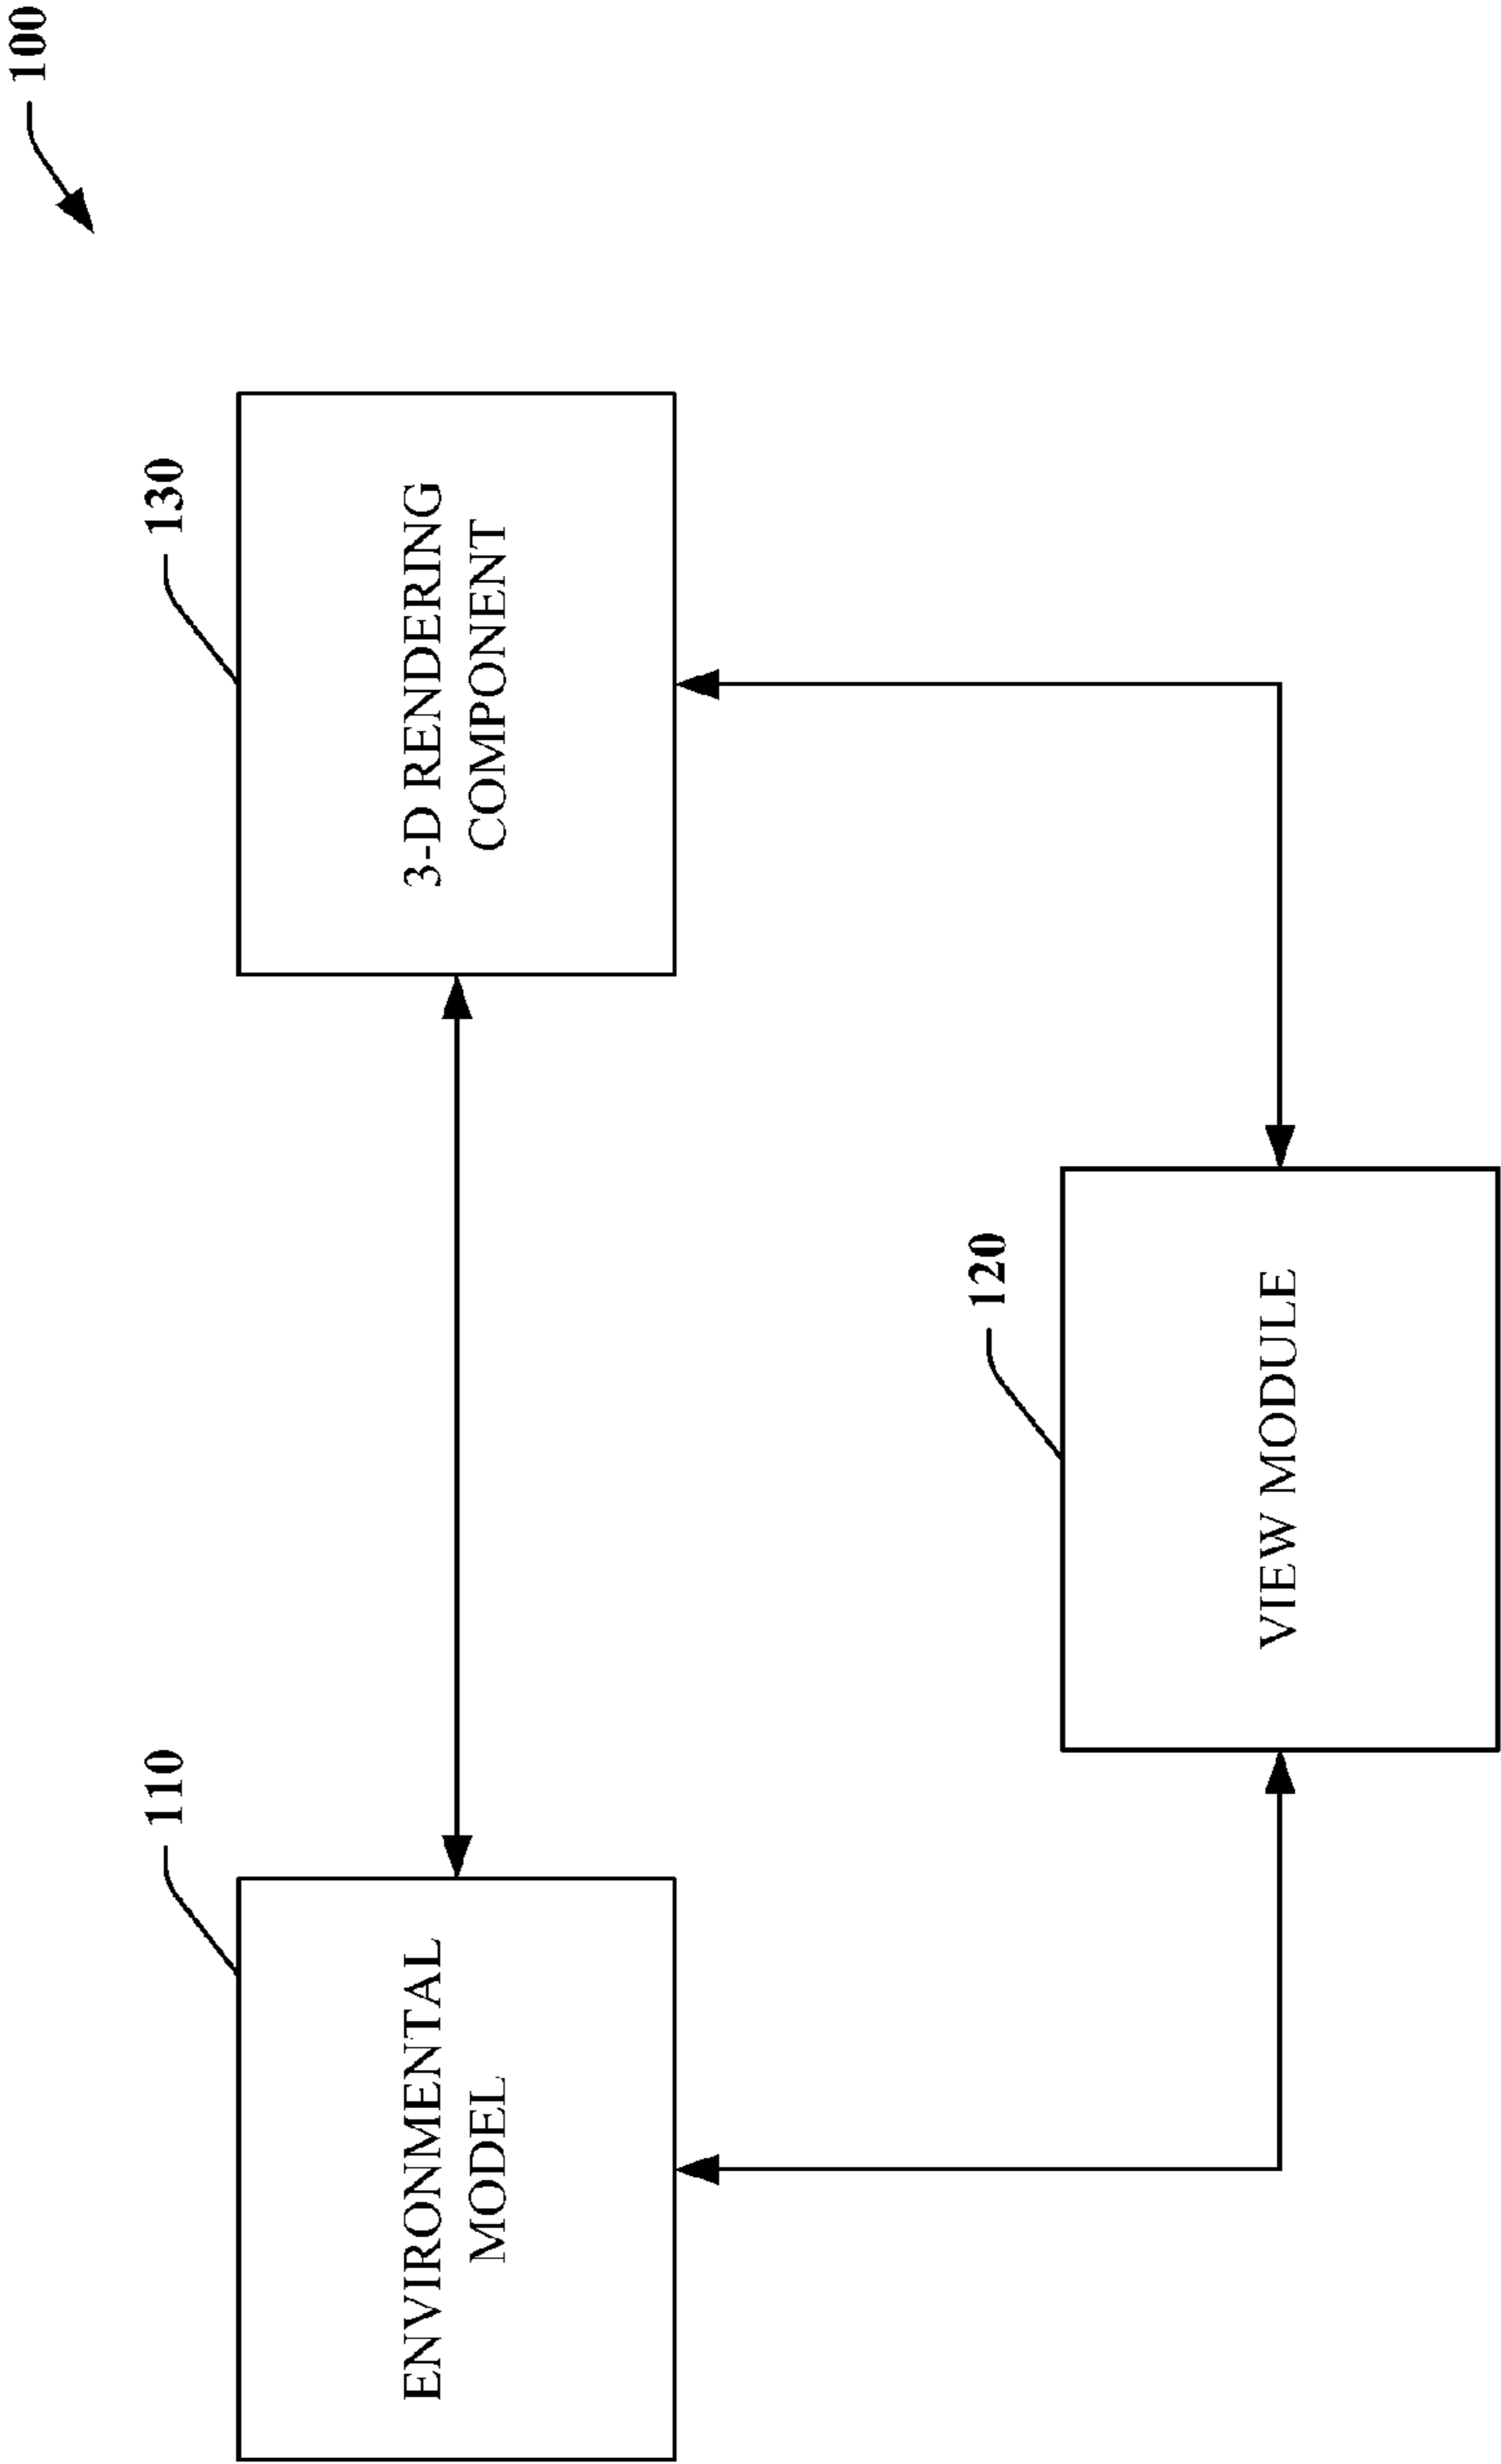 100
110
ENVIRONMENTAL
MODEL
130
3-D RENDERING
COMPONENT
120
VIEW MODULE